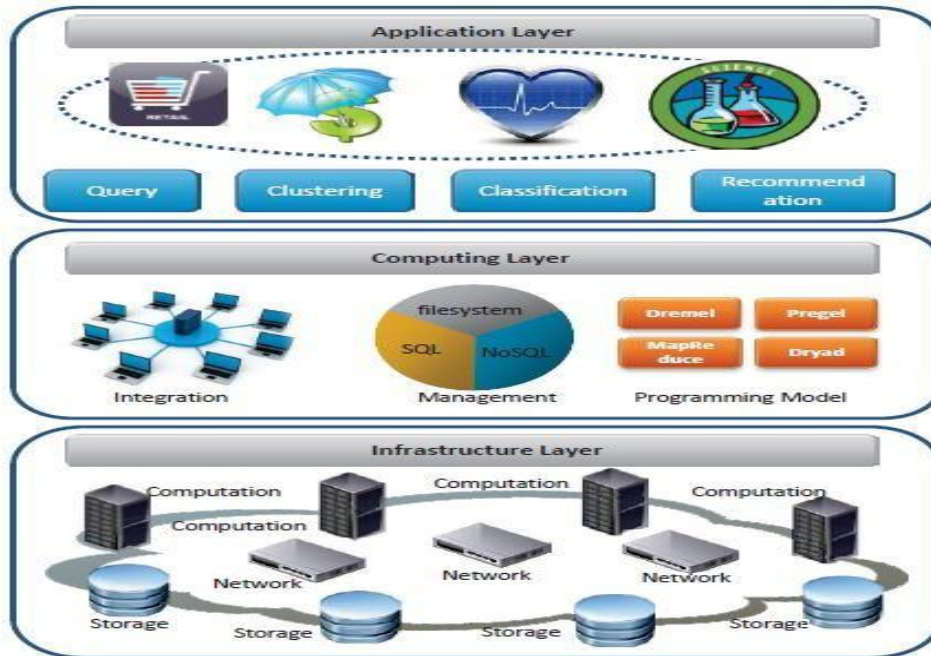 Application Layer
RETAIL
SCIENCE
$
Query
Clustering
Classification
Recommend
ation
Computing Layer
filesystem
SQL
NoSQL
Dremel
Pregel
MapRe
duce
Dryad
Integration
Management
Programming Model
Infrastructure Layer
Computation
Computation
Computation
Computation
Network
Network
Network
Storage
Storage
Storage
Storage